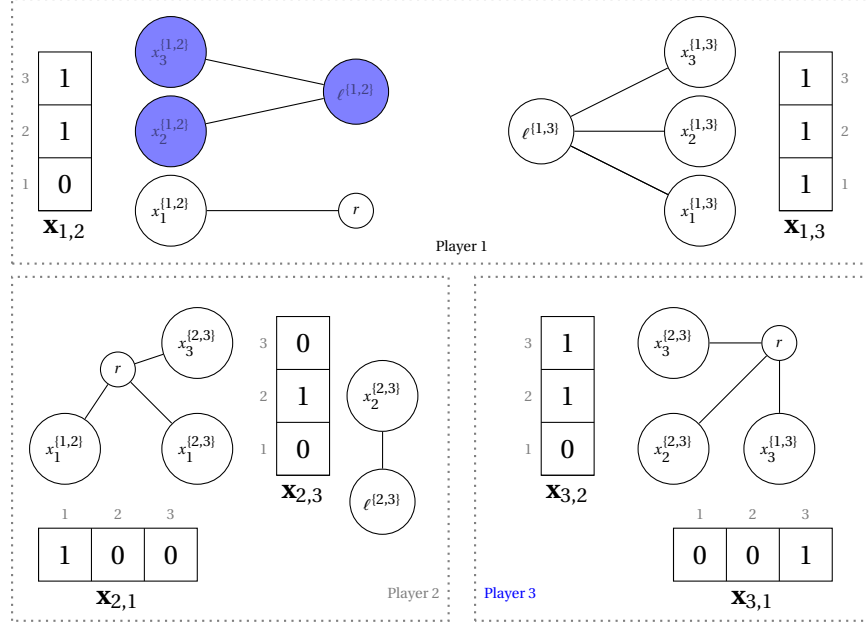 3 1
2 1
1 0
x_{1,2}
x_3^{\{1,2\}}
x_2^{\{1,2\}}
x_1^{\{1,2\}}
ℓ^{\{1,2\}}
r
ℓ^{\{1,3\}}
x_3^{\{1,3\}}
x_2^{\{1,3\}}
x_1^{\{1,3\}}
1 3
1 2
1 1
x_{1,3}
Player 1
x_3^{\{2,3\}}
r
x_1^{\{1,2\}}
x_1^{\{2,3\}}
3 0
2 1
1 0
x_{2,3}
x_2^{\{2,3\}}
ℓ^{\{2,3\}}
1 2 3
1 0 0
x_{2,1}
Player 2
3 1
2 1
1 0
x_{3,2}
x_3^{\{2,3\}}
r
x_2^{\{2,3\}}
x_3^{\{1,3\}}
1 2 3
0 0 1
x_{3,1}
Player 3